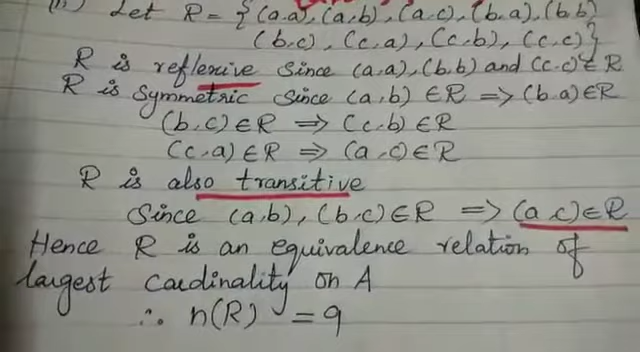 (ii) Let R = {(a.a), (a,b), (a.c), (b.a), (b.b)
(b.c), (c.a), (c.b), (c.c)}
R is reflexive since (a,a), (b,b) and (c.c) ∈ R
R is symmetric since (a,b) ∈ R ⟹ (b.a) ∈ R
(b,c) ∈ R ⟹ (c.b) ∈ R
(c.a) ∈ R ⟹ (a,c) ∈ R
R is also transitive
Since (a,b), (b,c) ∈ R ⟹ (a,c) ∈ R
Hence R is an equivalence relation of
largest cardinality on A
∴ n(R) = 9